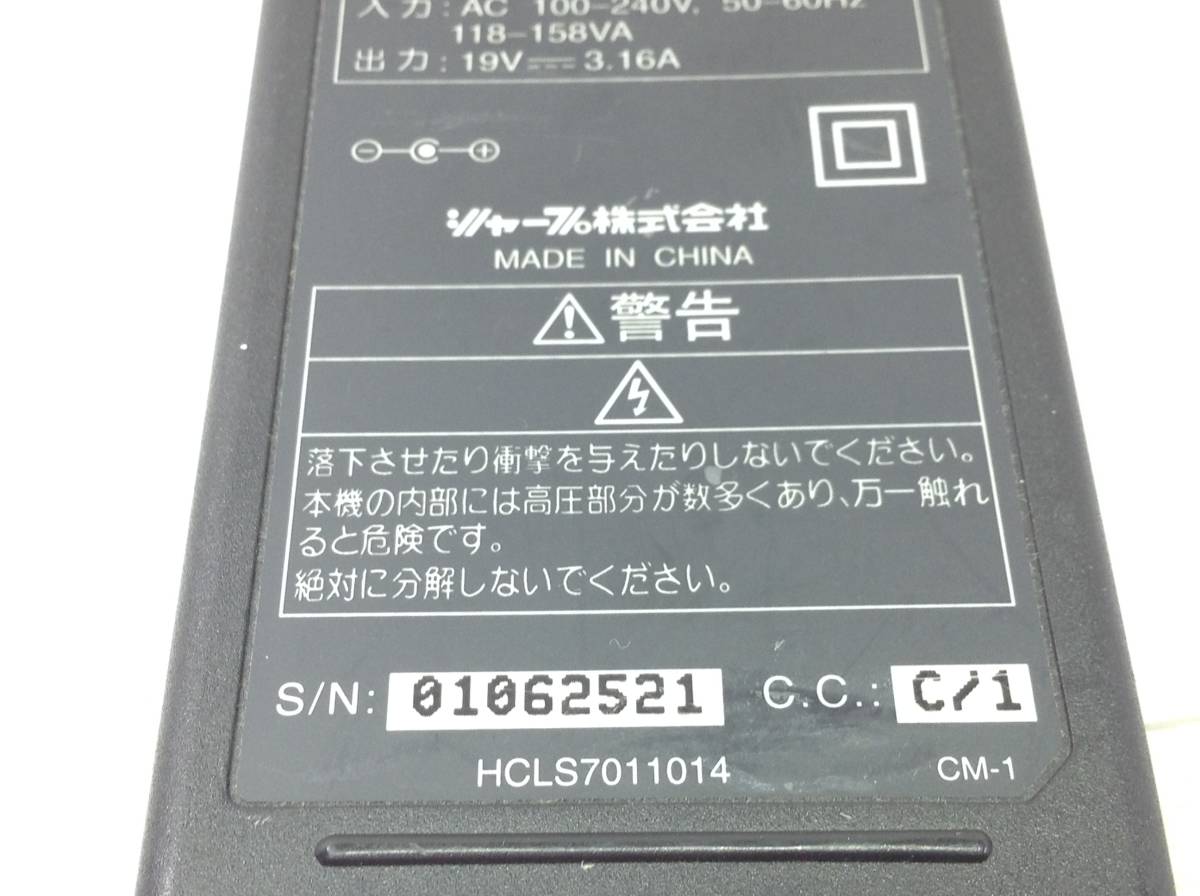 入力: AC 100-240V, 50-60Hz
118-158VA
出力: 19V⎓3.16A
シャープ株式会社
MADE IN CHINA
警告
落下させたり衝撃を与えたりしないでください。
本機の内部には高圧部分が数多くあり、万一触れ
ると危険です。
絶対に分解しないでください。
S/N: 01062521 C.C.: C/1
HCLS7011014 CM-1